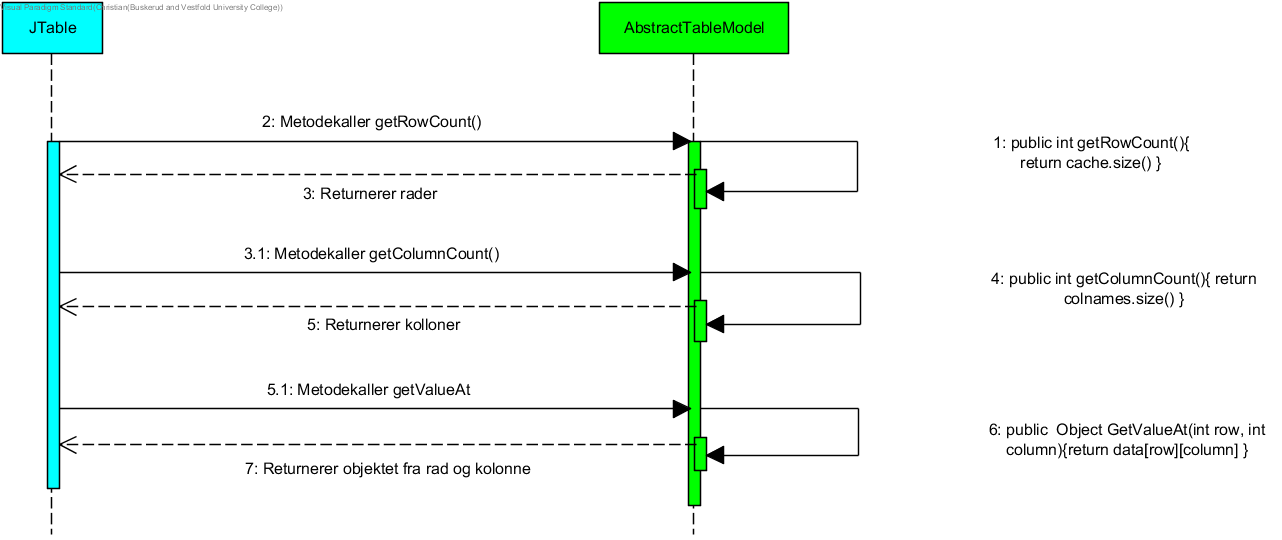 Visual Paradigm Standard(Christian(Buskerud and Vestfold University College))
JTable
AbstractTableModel
2: Metodekaller getRowCount()
1: public int getRowCount(){
return cache.size() }
3: Returnerer rader
3.1: Metodekaller getColumnCount()
4: public int getColumnCount(){ return
colnames.size() }
5: Returnerer kolloner
5.1: Metodekaller getValueAt
6: public  Object GetValueAt(int row, int
column){return data[row][column] }
7: Returnerer objektet fra rad og kolonne